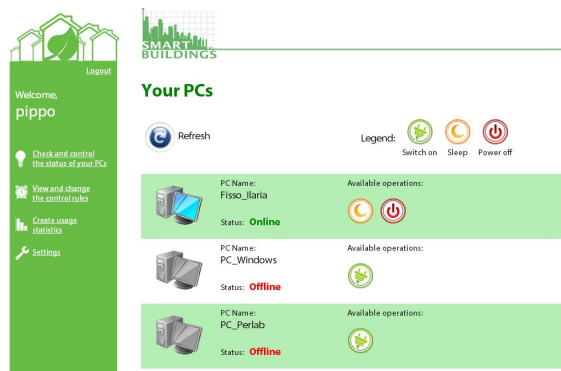 Logout
Welcome,
pippo
Check and control
the status of your PCs
View and change
the control rules
Create usage
statistics
Settings
SMART
BUILDINGS
Your PCs
Refresh
Legend:
Switch on Sleep Power off
PC Name: Available operations:
Fisso_Ilaria
Status: Online
PC Name: Available operations:
PC_Windows
Status: Offline
PC Name: Available operations:
PC_Perlab
Status: Offline